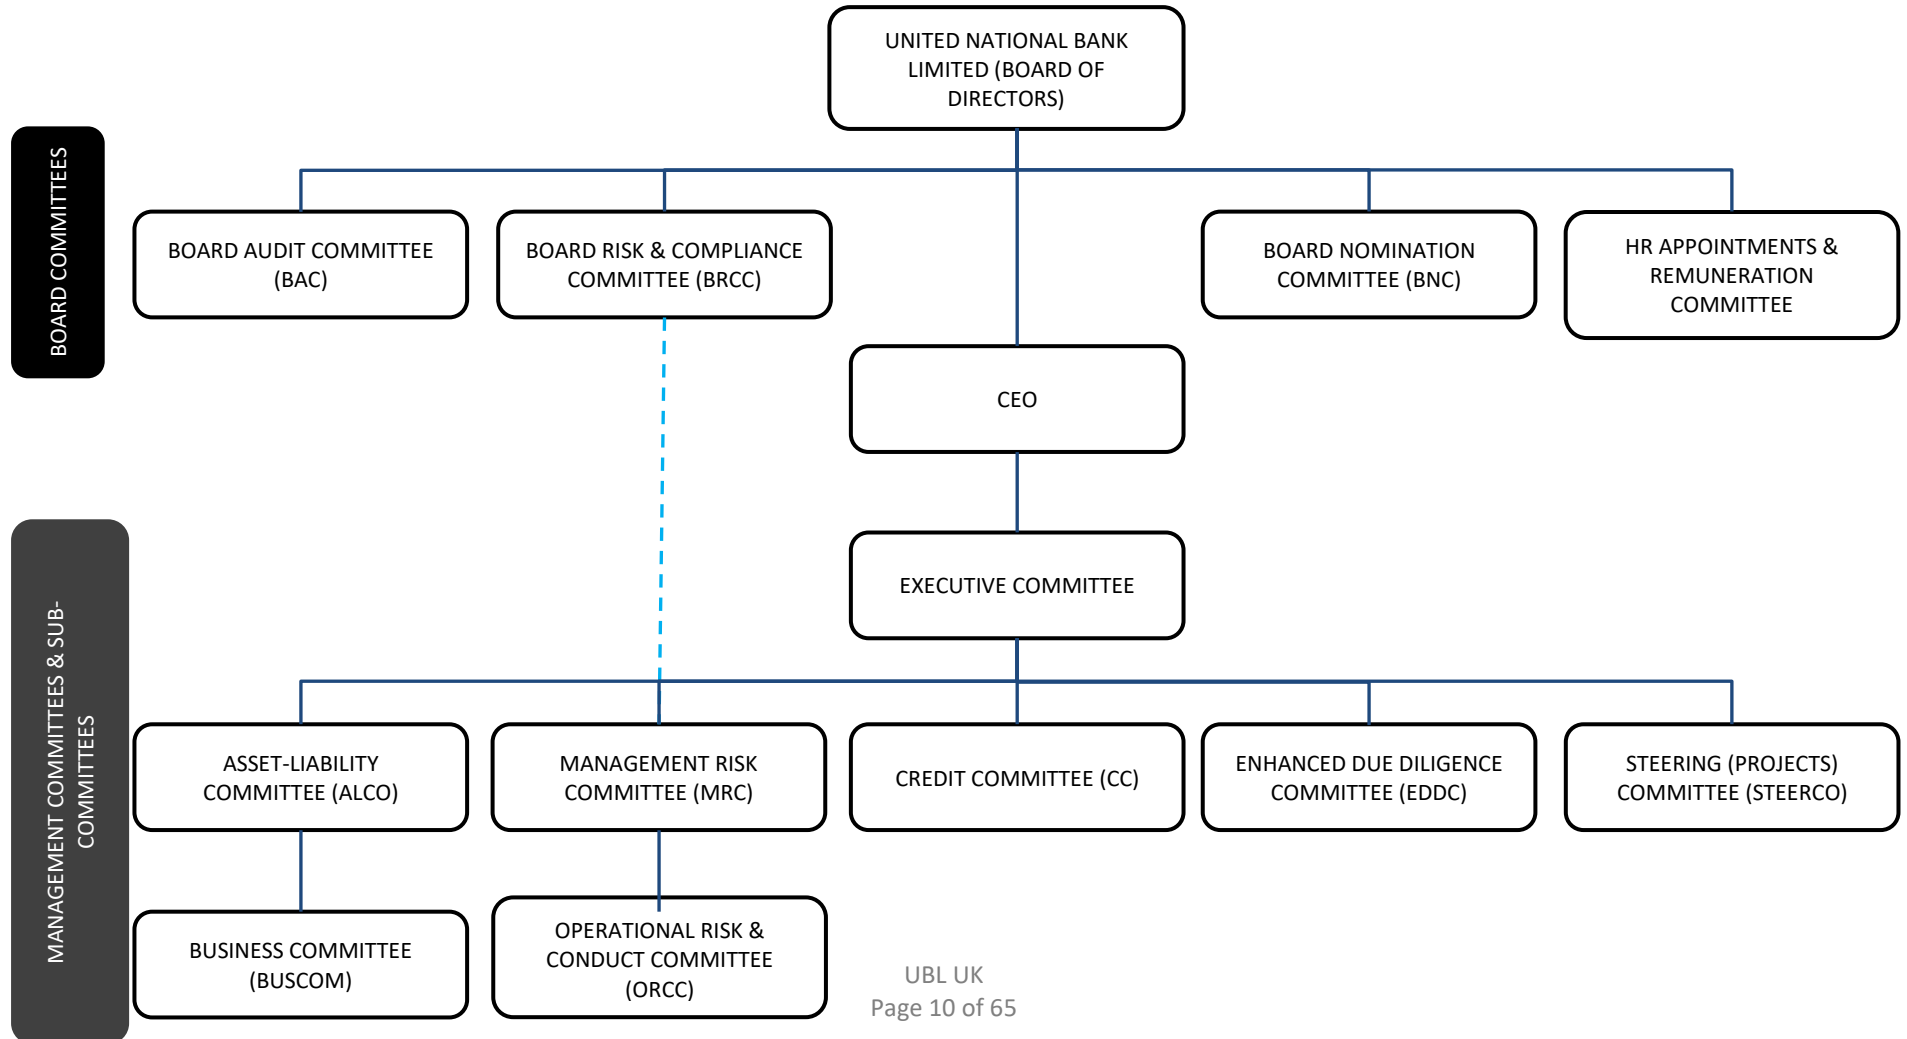 UNITED NATIONAL BANK
LIMITED (BOARD OF
DIRECTORS)
BOARD COMMITTEES
BOARD AUDIT COMMITTEE
(BAC)
BOARD RISK & COMPLIANCE
COMMITTEE (BRCC)
BOARD NOMINATION
COMMITTEE (BNC)
HR APPOINTMENTS &
REMUNERATION
COMMITTEE
CEO
EXECUTIVE COMMITTEE
MANAGEMENT COMMITTEES & SUB-
COMMITTEES
ASSET-LIABILITY
COMMITTEE (ALCO)
MANAGEMENT RISK
COMMITTEE (MRC)
CREDIT COMMITTEE (CC)
ENHANCED DUE DILIGENCE
COMMITTEE (EDDC)
STEERING (PROJECTS)
COMMITTEE (STEERCO)
BUSINESS COMMITTEE
(BUSCOM)
OPERATIONAL RISK &
CONDUCT COMMITTEE
(ORCC)
UBL UK
Page 10 of 65